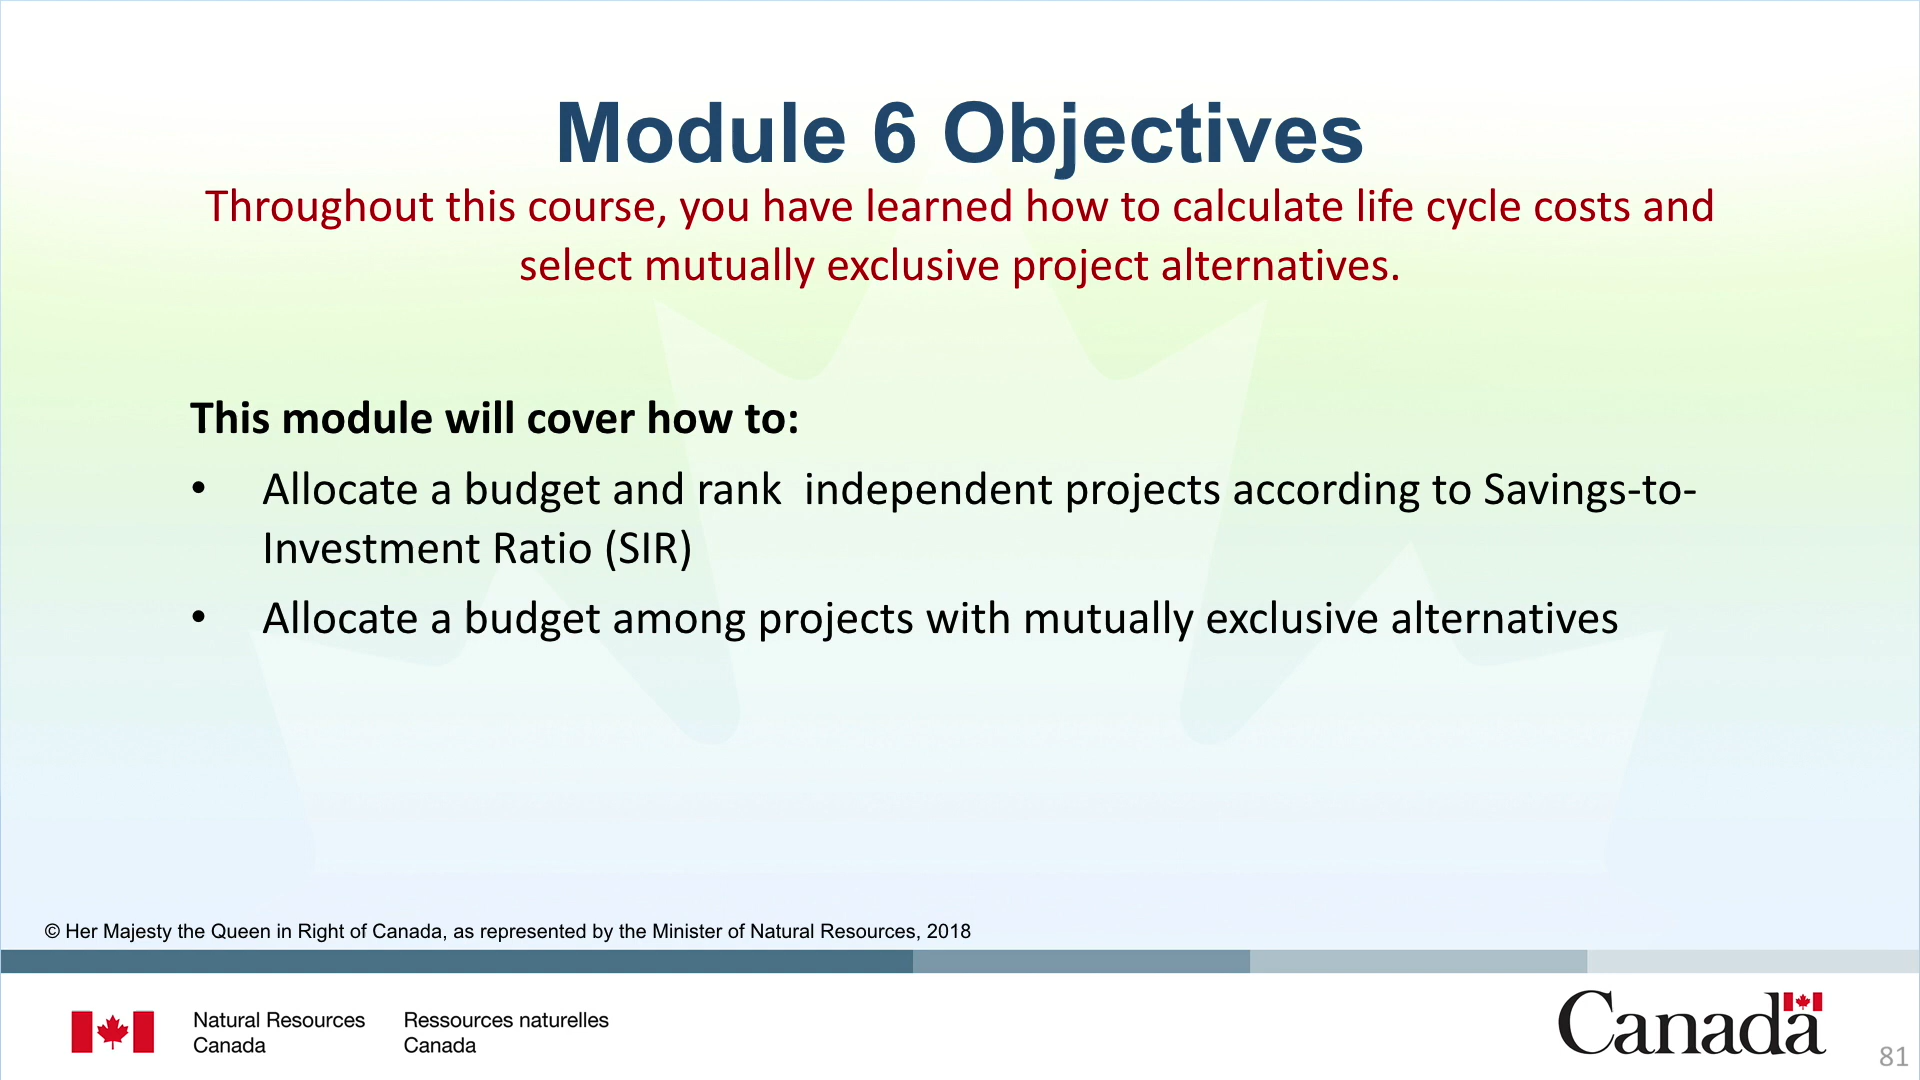 Module 6 Objectives
Throughout this course, you have learned how to calculate life cycle costs and
select mutually exclusive project alternatives.
This module will cover how to:
• Allocate a budget and rank  independent projects according to Savings-to-
Investment Ratio (SIR)
• Allocate a budget among projects with mutually exclusive alternatives
© Her Majesty the Queen in Right of Canada, as represented by the Minister of Natural Resources, 2018
Natural Resources
Canada
Ressources naturelles
Canada
Canada
81